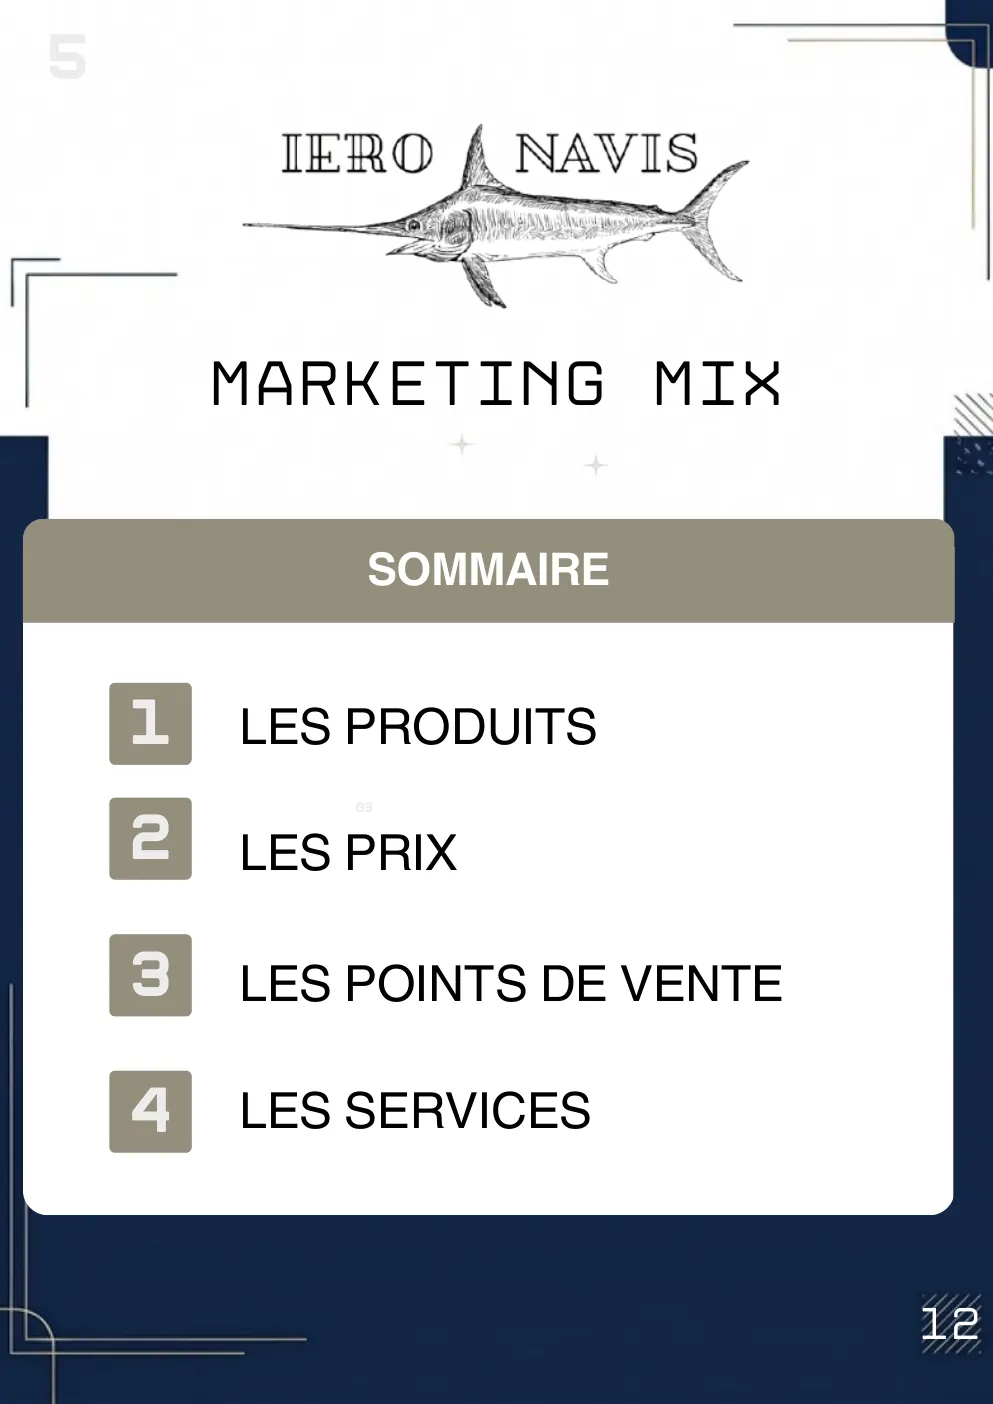 5
IERO NAVIS
MARKETING MIX
SOMMAIRE
1 LES PRODUITS
03
2 LES PRIX
3 LES POINTS DE VENTE
4 LES SERVICES
12